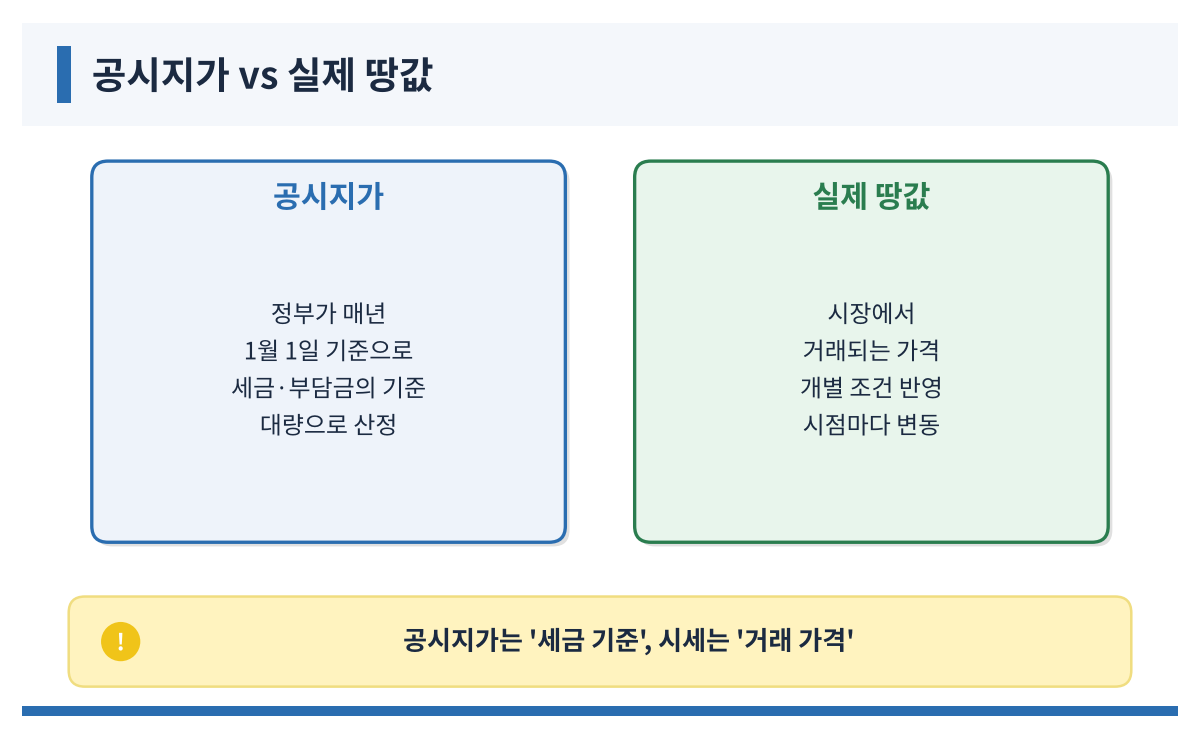 공시지가 vs 실제 땅값
공시지가
정부가 매년
1월 1일 기준으로
세금·부담금의 기준
대량으로 산정
실제 땅값
시장에서
거래되는 가격
개별 조건 반영
시점마다 변동
!
공시지가는 '세금 기준', 시세는 '거래 가격'